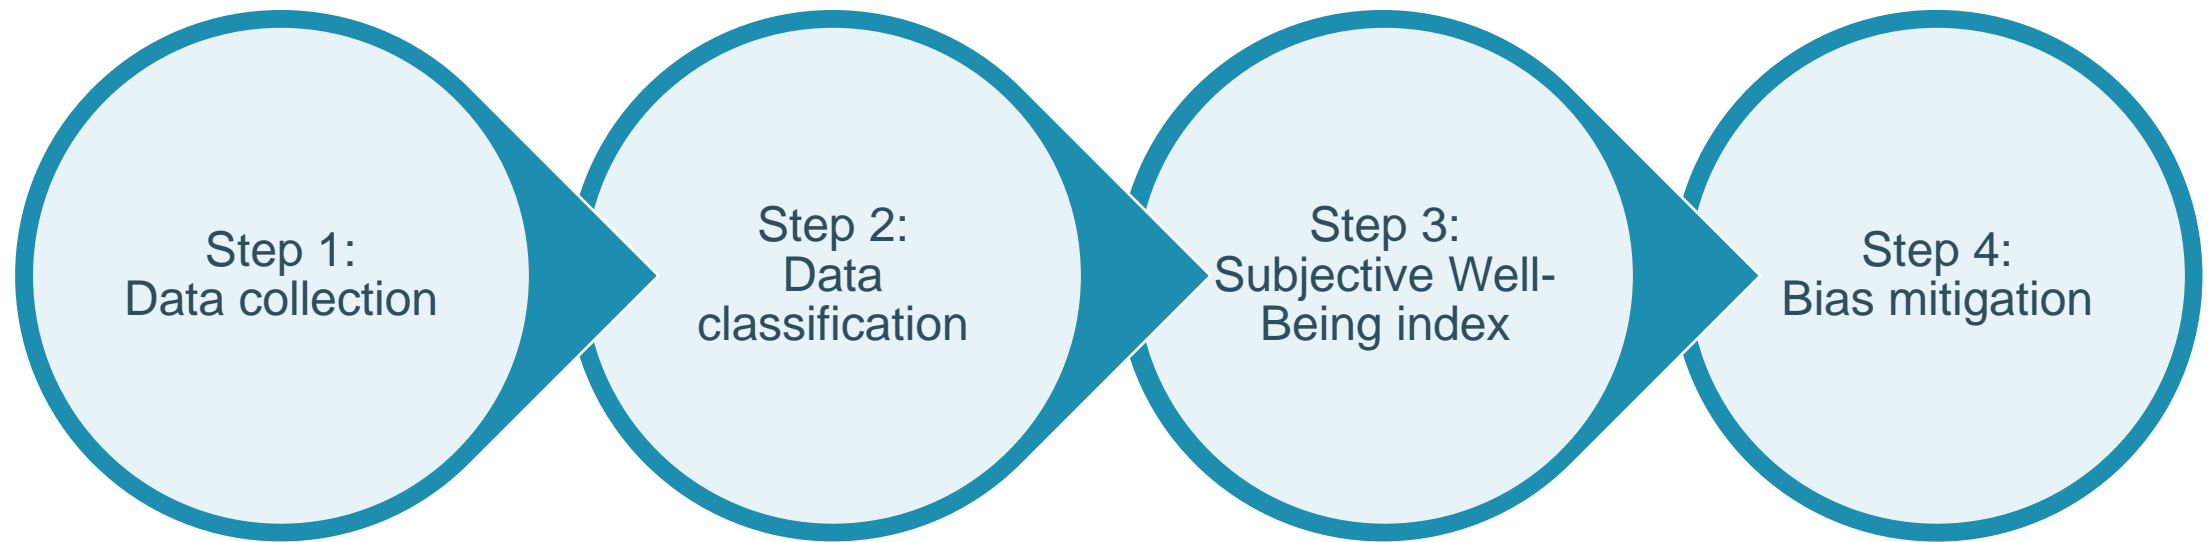 Step 1:
Data collection
Step 2:
Data
classification
Step 3:
Subjective Well-
Being index
Step 4:
Bias mitigation